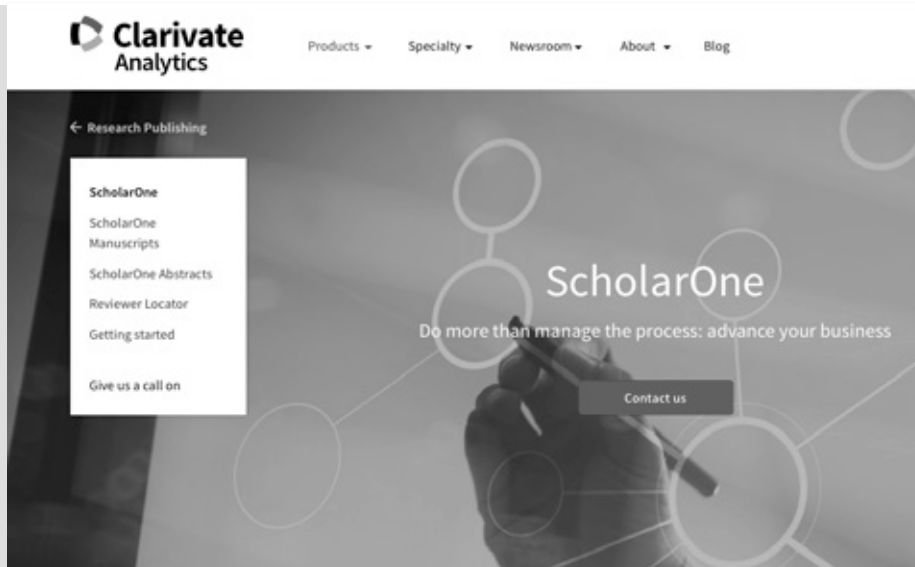 Clarivate
Analytics
Products
Specialty
Newsroom
About
Blog
← Research Publishing
ScholarOne
ScholarOne
Manuscripts
ScholarOne Abstracts
Reviewer Locator
Getting started
Give us a call on
ScholarOne
Do more than manage the process: advance your business
Contact us